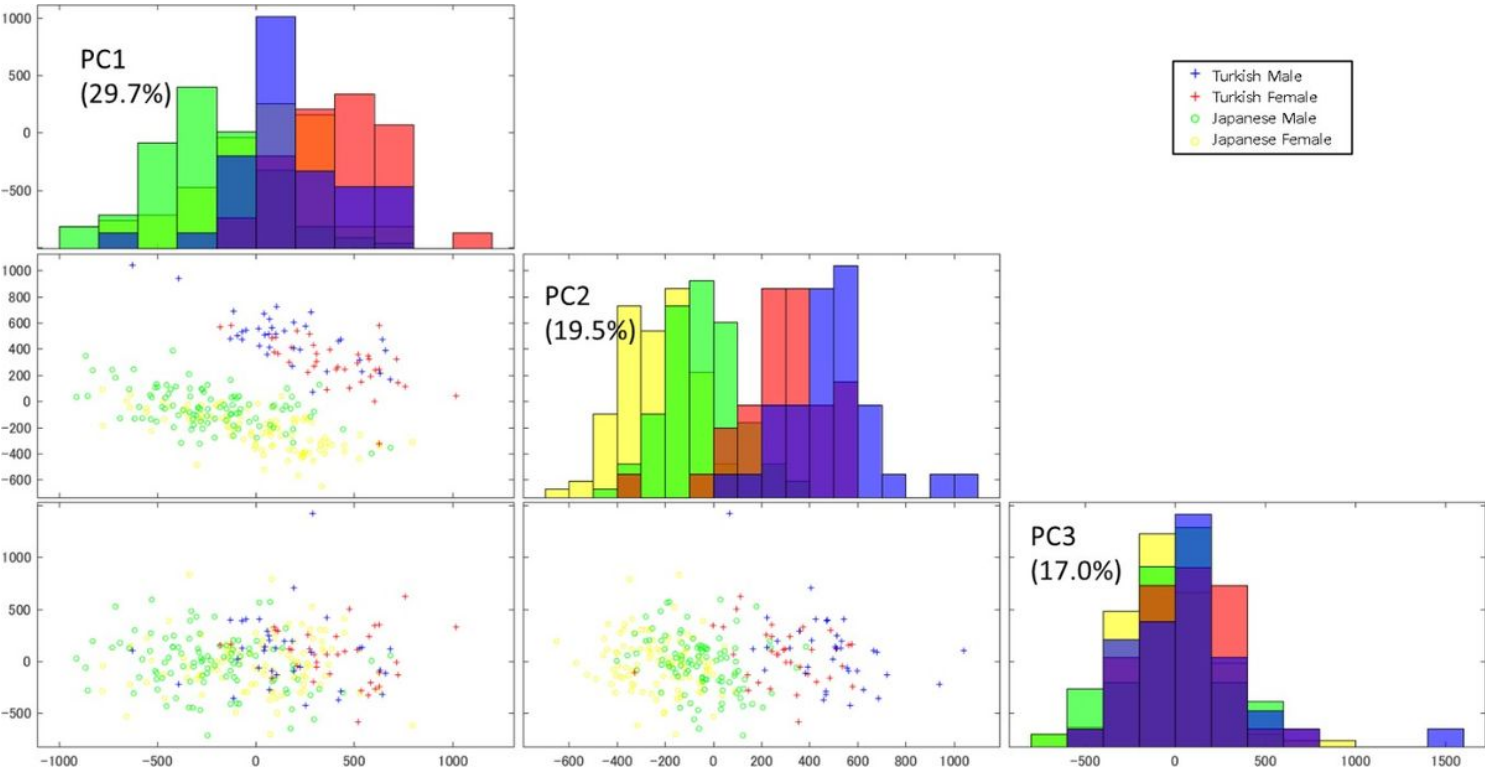 1000
500
0
−500
PC1
(29.7%)
Turkish Male
Turkish Female
Japanese Male
Japanese Female
1000
800
600
400
200
0
−200
−400
−600
PC2
(19.5%)
1000
500
0
−500
PC3
(17.0%)
−1000 −500 0 500 1000
−600 −400 −200 0 200 400 600 800 1000
−500 0 500 1000 1500